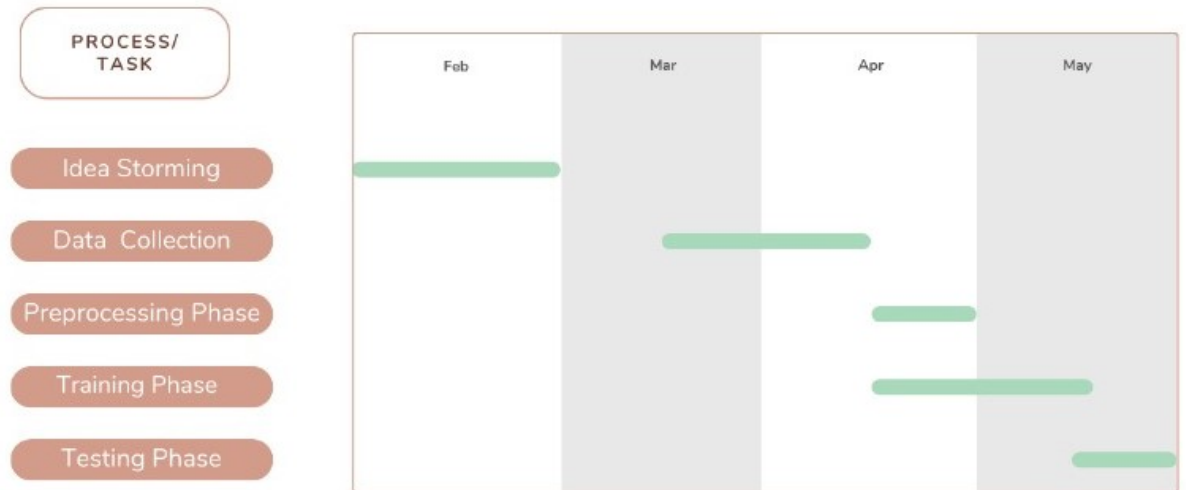 PROCESS/
TASK
Feb Mar Apr May
Idea Storming
Data Collection
Preprocessing Phase
Training Phase
Testing Phase